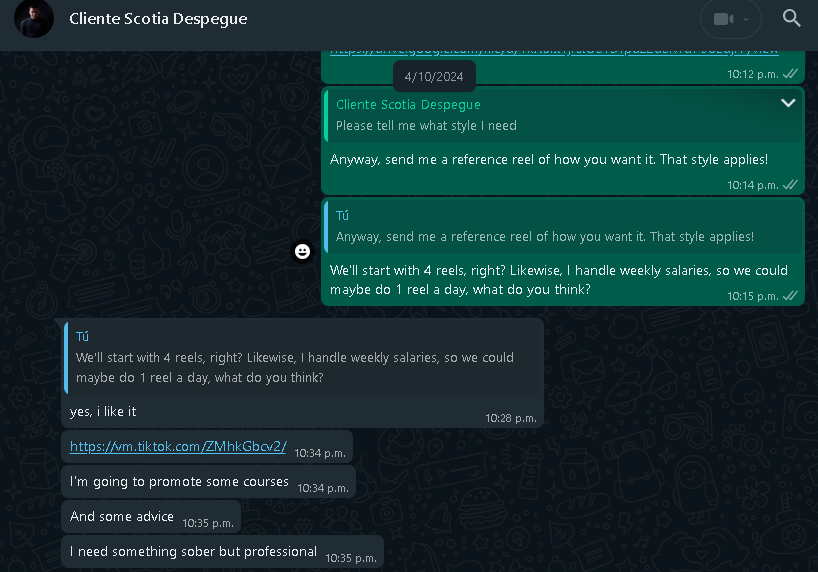 Cliente Scotia Despegue
10:12 p.m.
4/10/2024
Cliente Scotia Despegue
Please tell me what style I need
Anyway, send me a reference reel of how you want it. That style applies!
10:14 p.m.
Tú
Anyway, send me a reference reel of how you want it. That style applies!
We'll start with 4 reels, right? Likewise, I handle weekly salaries, so we could
maybe do 1 reel a day, what do you think?
10:15 p.m.
Tú
We'll start with 4 reels, right? Likewise, I handle weekly salaries, so we could
maybe do 1 reel a day, what do you think?
yes, i like it
10:28 p.m.
https://vm.tiktok.com/ZMhkGbcv2/
10:34 p.m.
I'm going to promote some courses
10:34 p.m.
And some advice
10:35 p.m.
I need something sober but professional
10:35 p.m.